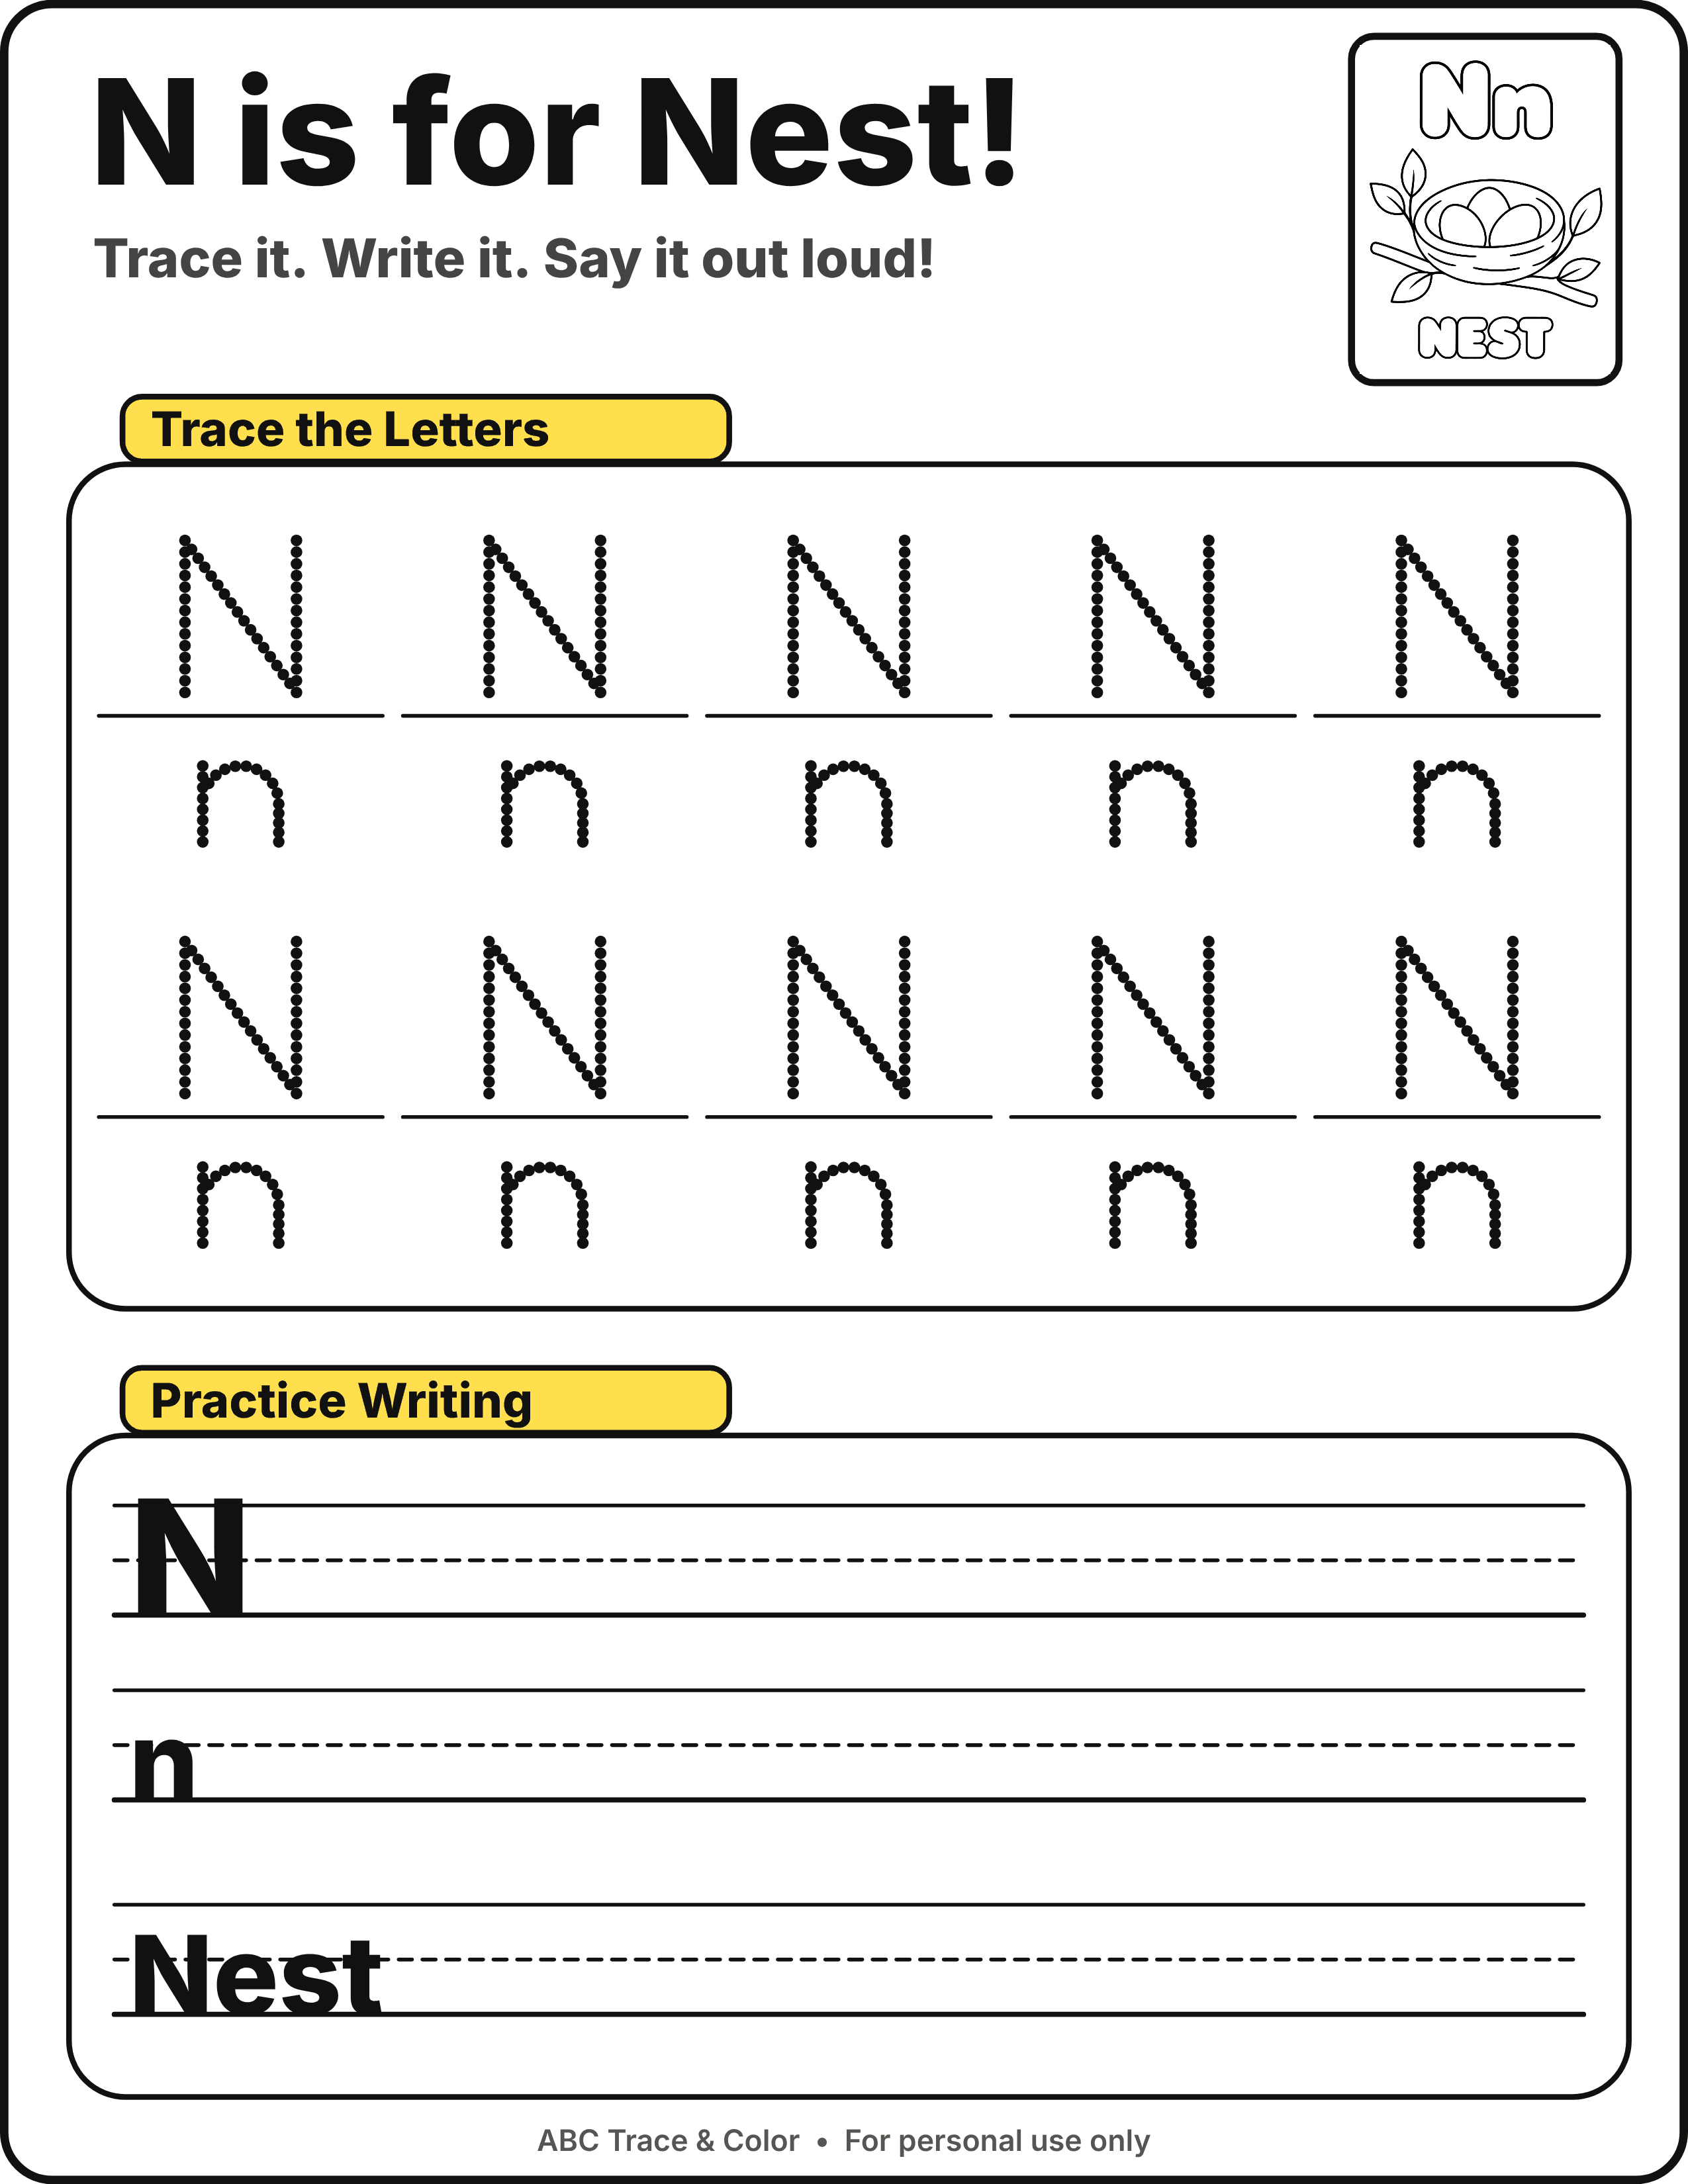 N is for Nest!
Trace it. Write it. Say it out loud!
Nn
NEST
Trace the Letters
N N N N N
n n n n n
N N N N N
n n n n n
Practice Writing
N
n
Nest
ABC Trace & Color • For personal use only